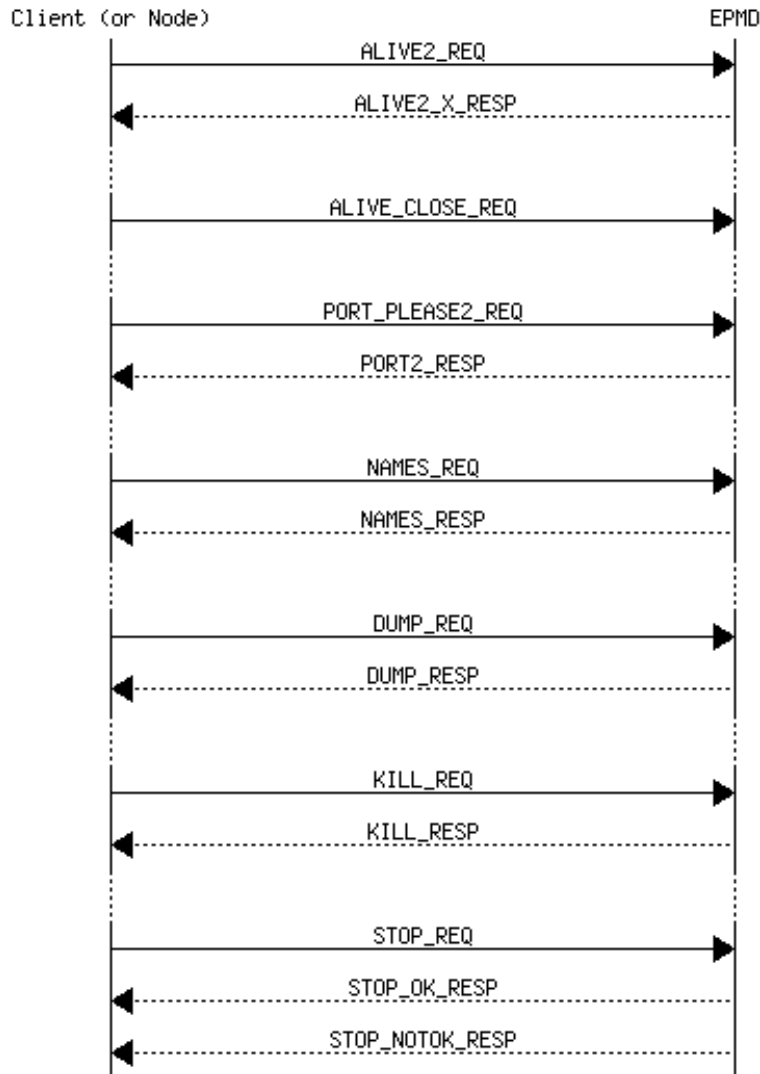 Client (or Node) EPMD
ALIVE2_REQ
ALIVE2_X_RESP
ALIVE_CLOSE_REQ
PORT_PLEASE2_REQ
PORT2_RESP
NAMES_REQ
NAMES_RESP
DUMP_REQ
DUMP_RESP
KILL_REQ
KILL_RESP
STOP_REQ
STOP_OK_RESP
STOP_NOTOK_RESP